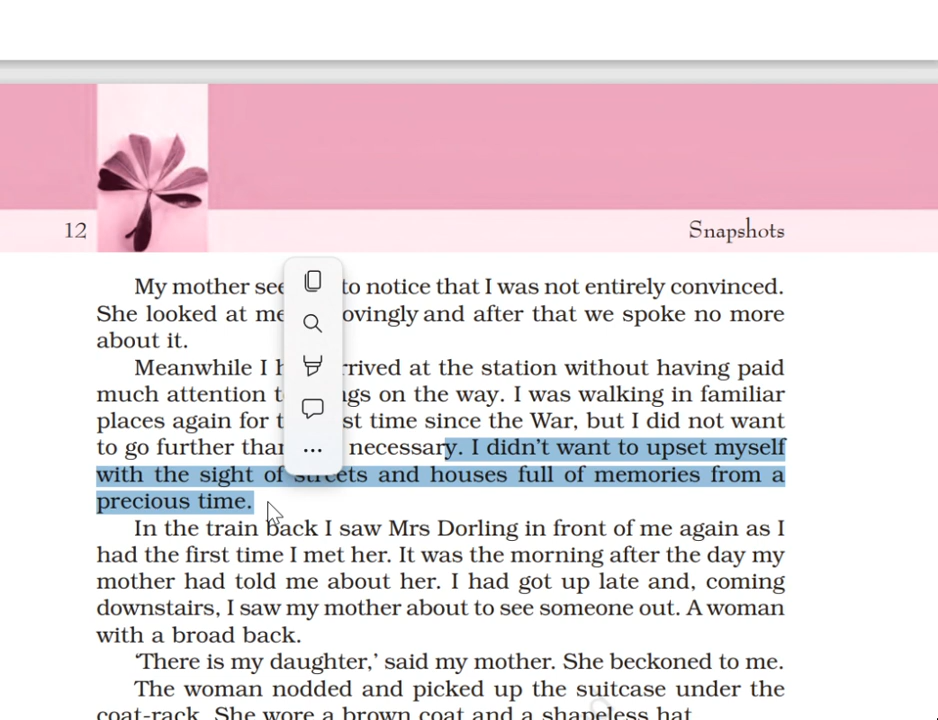 12
Snapshots
My mother see to notice that I was not entirely convinced.
She looked at me ovingly and after that we spoke no more
about it.
Meanwhile I h rrived at the station without having paid
much attention t ngs on the way. I was walking in familiar
places again for t st time since the War, but I did not want
to go further than necessary. I didn't want to upset myself
with the sight of streets and houses full of memories from a
precious time.
In the train back I saw Mrs Dorling in front of me again as I
had the first time I met her. It was the morning after the day my
mother had told me about her. I had got up late and, coming
downstairs, I saw my mother about to see someone out. A woman
with a broad back.
‘There is my daughter,’ said my mother. She beckoned to me.
The woman nodded and picked up the suitcase under the
coat-rack. She wore a brown coat and a shapeless hat.